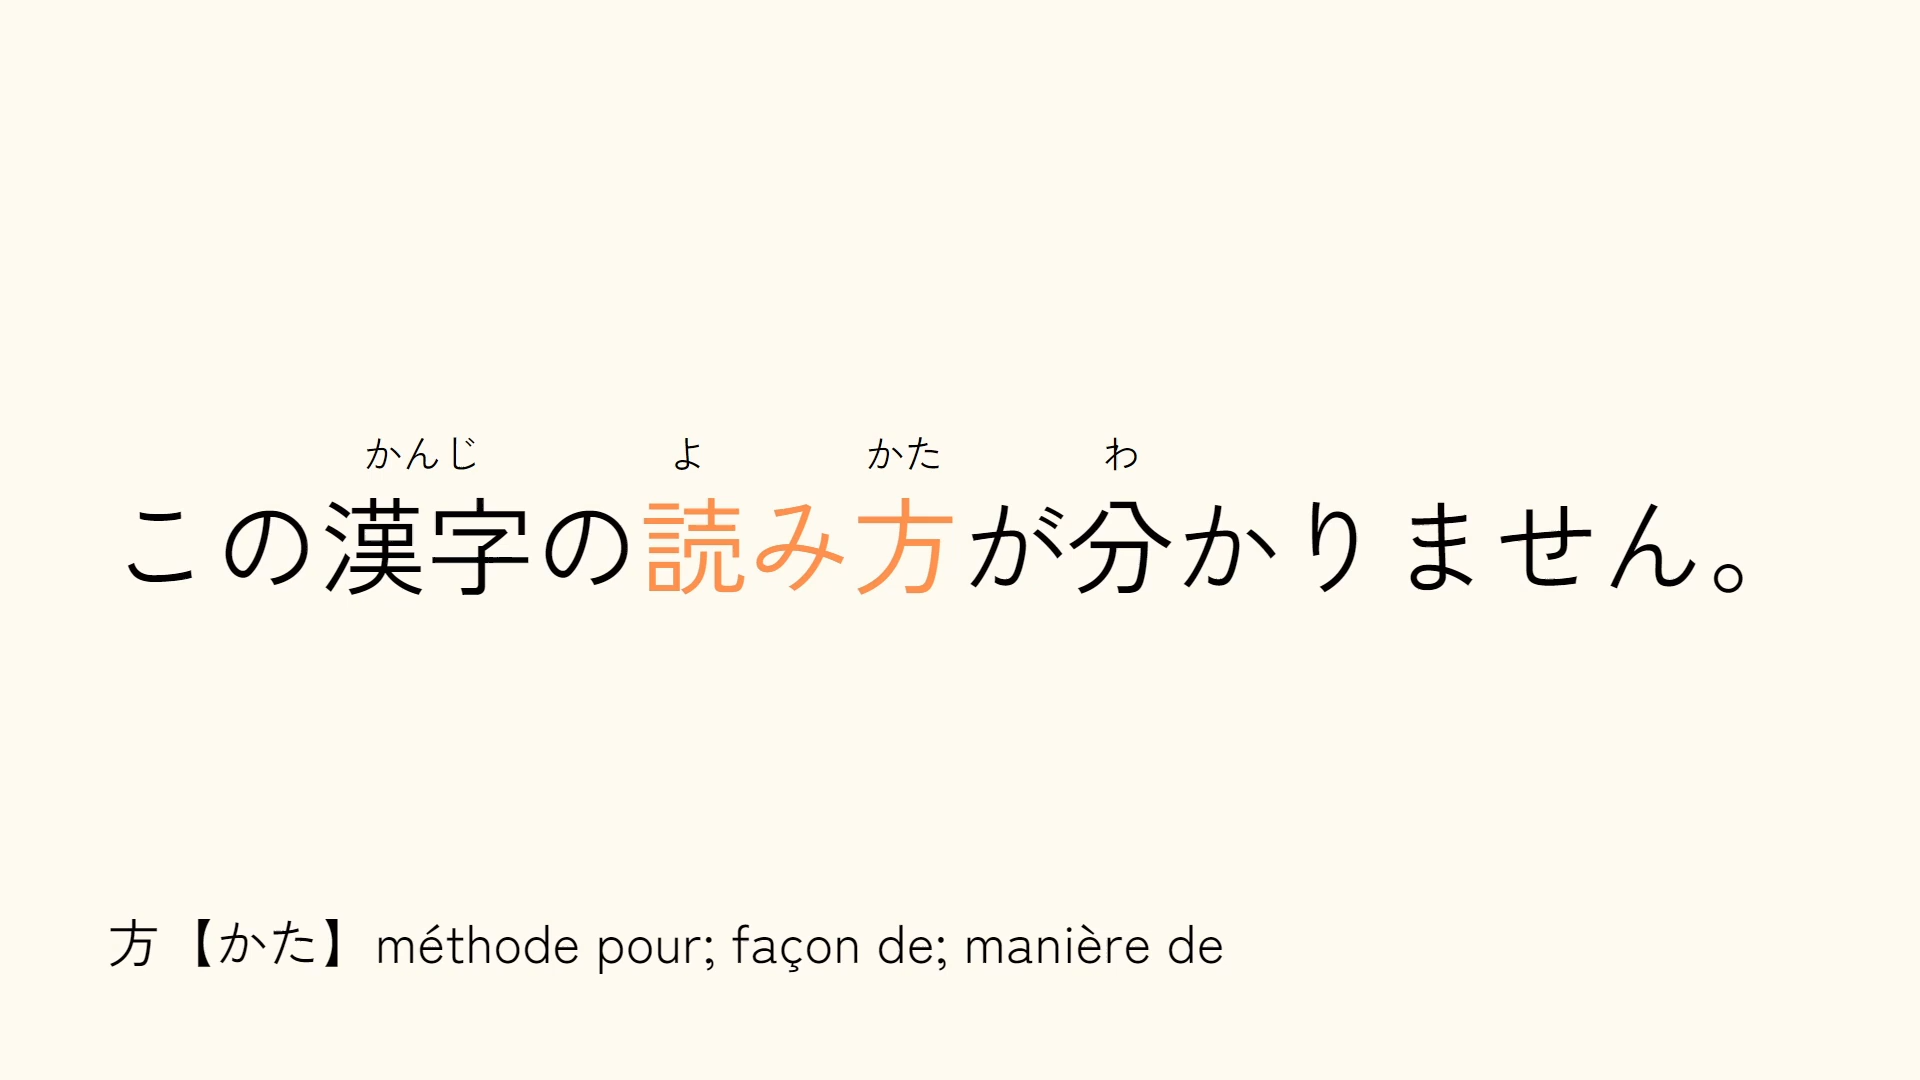 かんじ よ かた わ
この漢字の読み方が分かりません。
方【かた】méthode pour; façon de; manière de